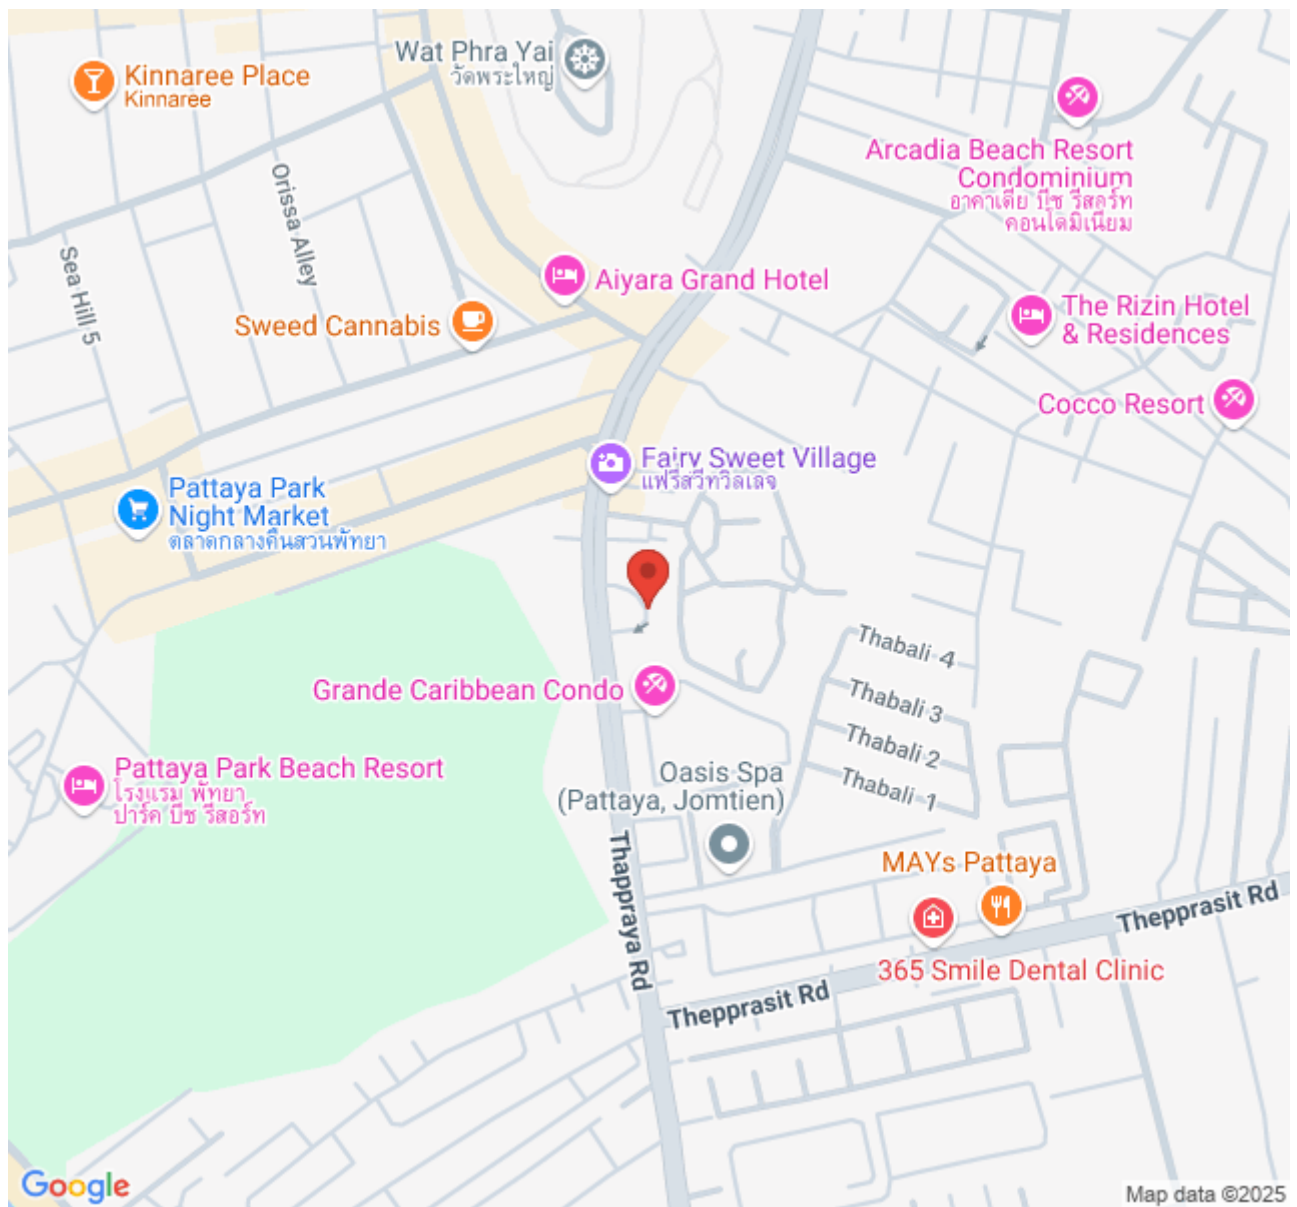 Wat Phra Yai
วัดพระใหญ่
Kinnaree Place
Kinnaree
Arcadia Beach Resort
Condominium
อาคาเดีย บีช รีสอร์ท
คอนโดมิเนียม
Orissa Alley
Sea Hill 5
Aiyara Grand Hotel
Sweed Cannabis
The Rizin Hotel
& Residences
Cocco Resort
Fairy Sweet Village
แฟรี่สวีทวิลเลจ
Pattaya Park
Night Market
ตลาดกลางคืนสวนพัทยา
Thabali 4
Thabali 3
Thabali 2
Thabali 1
Grande Caribbean Condo
Pattaya Park Beach Resort
โรงแรม พัทยา
ปาร์ค บีช รีสอร์ท
Oasis Spa
(Pattaya, Jomtien)
Thappraya Rd
MAYs Pattaya
Thepprasit Rd
365 Smile Dental Clinic
Thepprasit Rd
Google
Map data ©2025